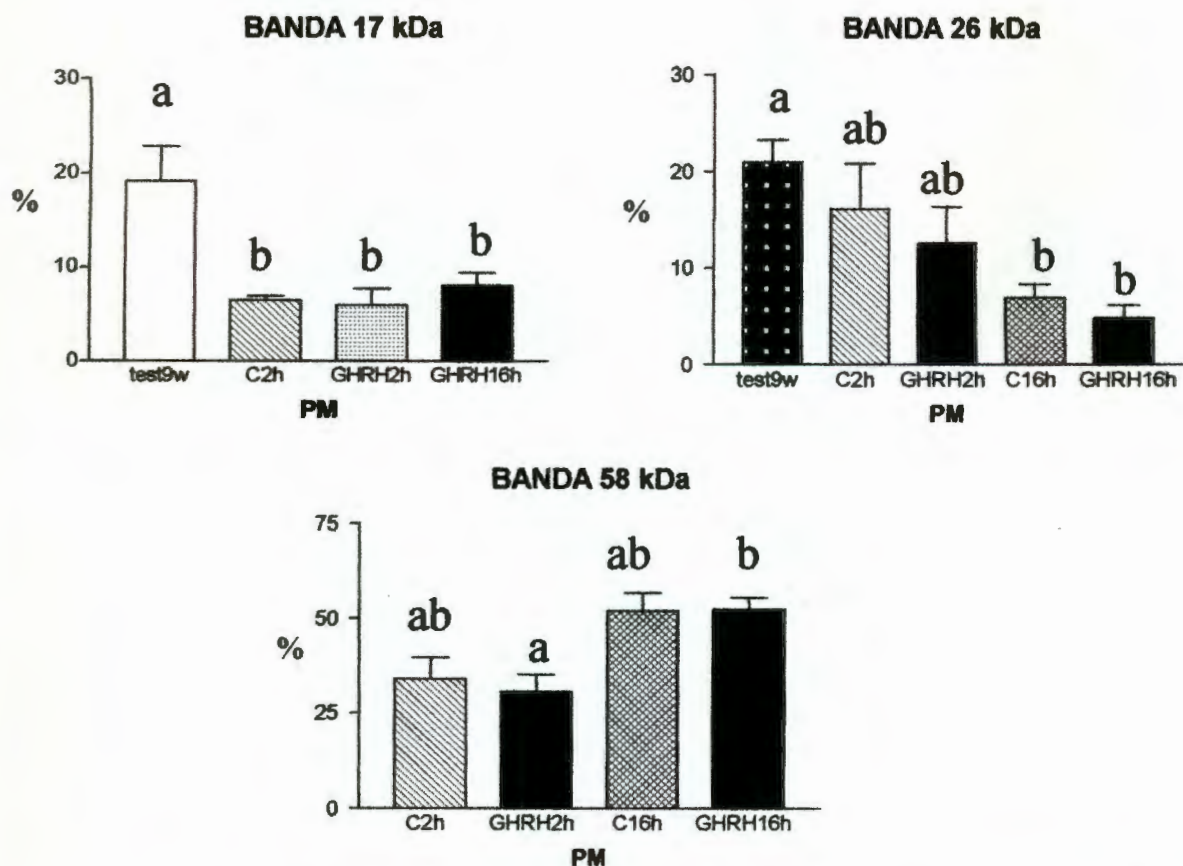 BANDA 17 kDa
30
20
10
0
%
a
b
b
b
test9w
C2h
GHRH2h
GHRH16h
PM
BANDA 26 kDa
30
20
10
0
%
a
ab
ab
b
b
test9w
C2h
GHRH2h
C16h
GHRH16h
PM
BANDA 58 kDa
75
50
25
0
%
ab
a
ab
b
C2h
GHRH2h
C16h
GHRH16h
PM